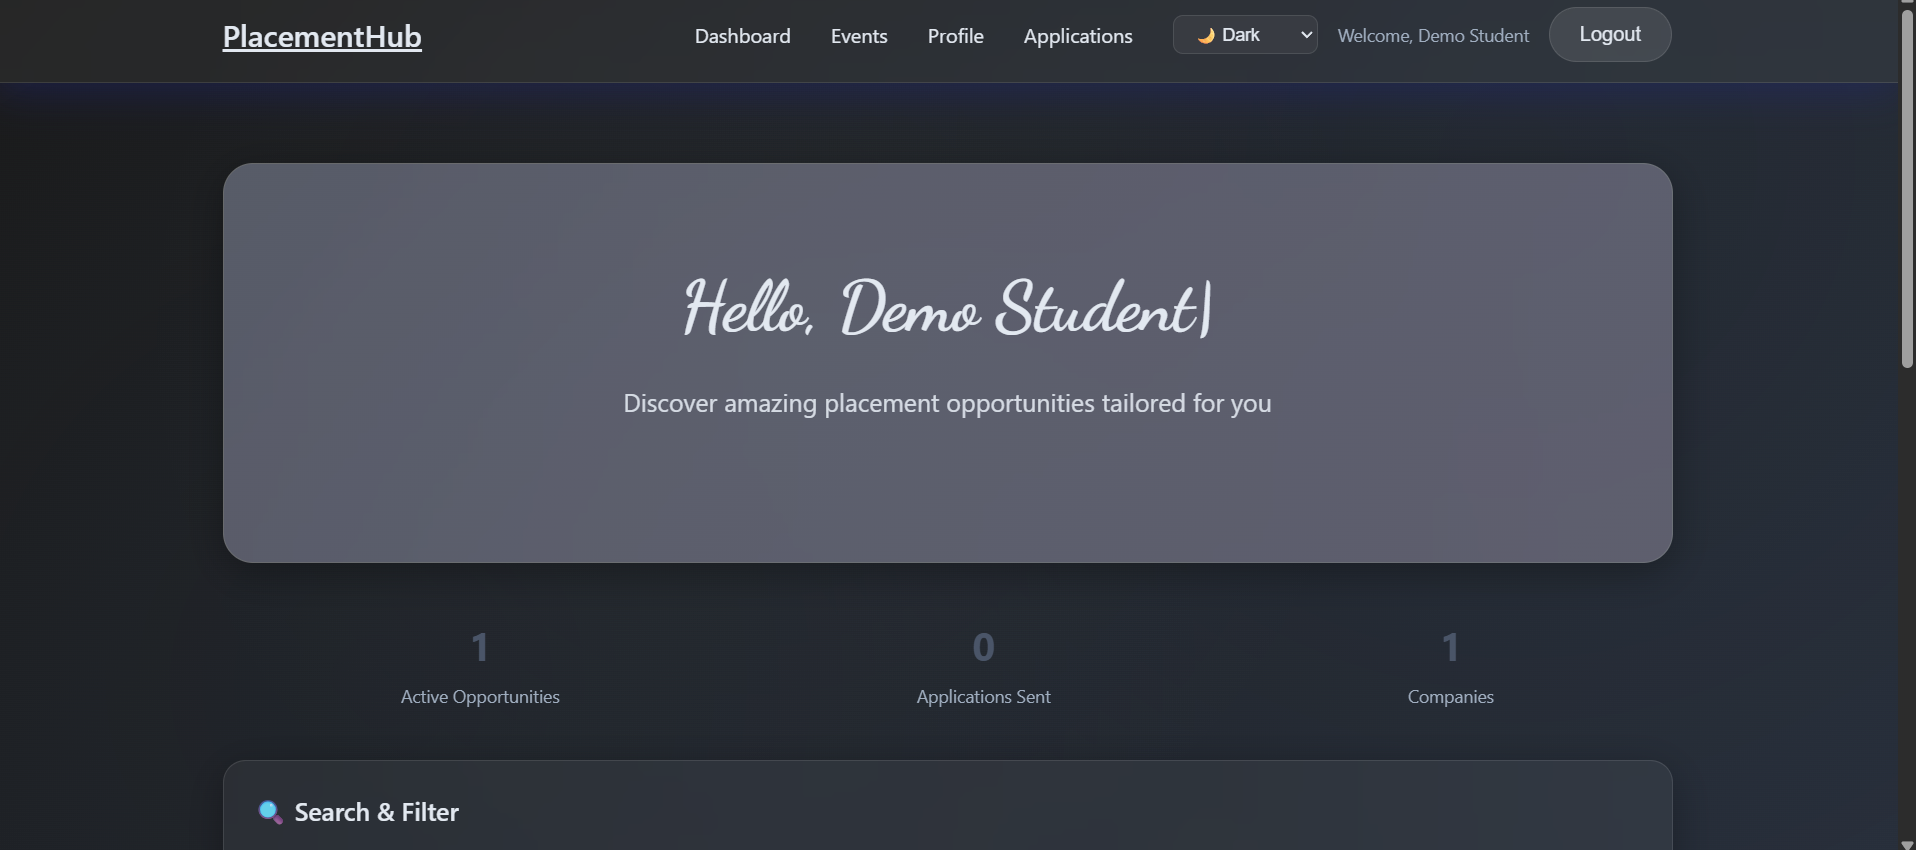 PlacementHub
Dashboard Events Profile Applications 🌙 Dark Welcome, Demo Student Logout
Hello, Demo Student|
Discover amazing placement opportunities tailored for you
1 0 1
Active Opportunities Applications Sent Companies
🔍 Search & Filter